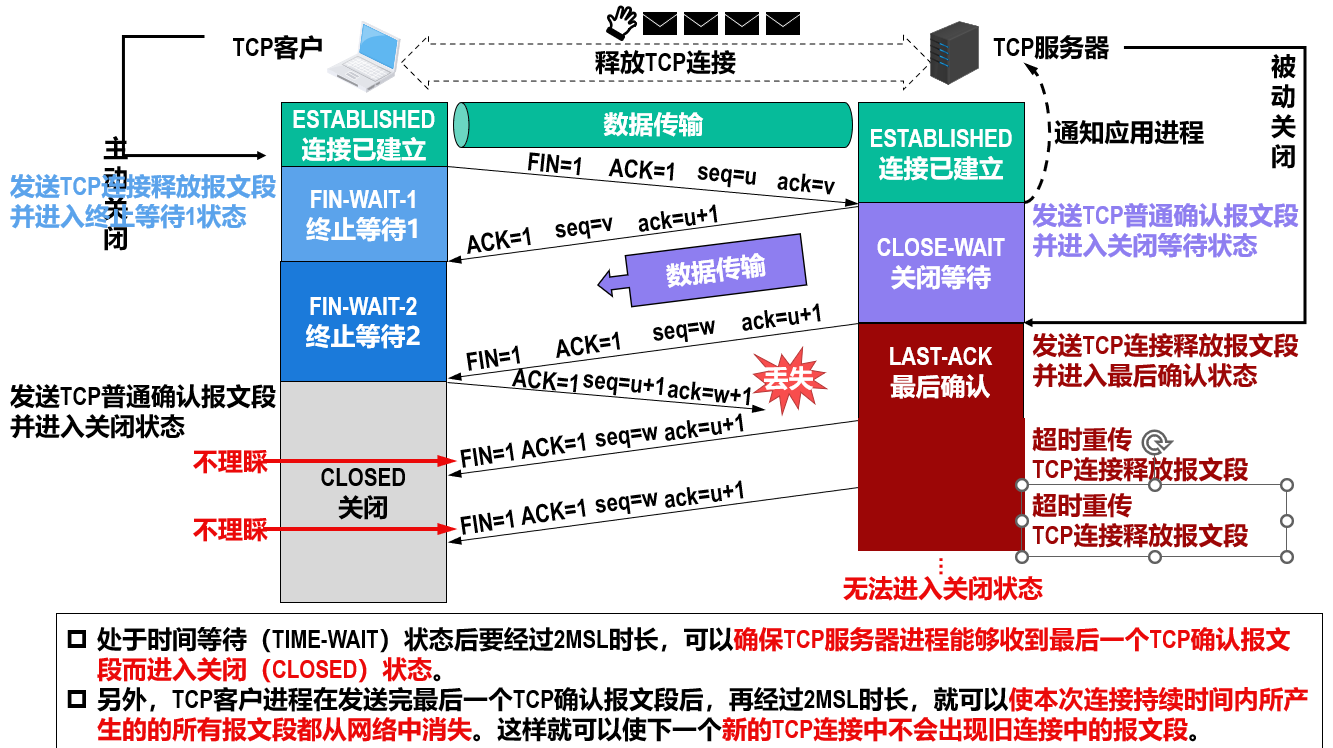 TCP客户
释放TCP连接
TCP服务器
主动关闭
被动关闭
ESTABLISHED
连接已建立
数据传输
ESTABLISHED
连接已建立
通知应用进程
FIN=1 ACK=1 seq=u ack=v
发送TCP连接释放报文段
并进入终止等待1状态
FIN-WAIT-1
终止等待1
ACK=1 seq=v ack=u+1
CLOSE-WAIT
关闭等待
发送TCP普通确认报文段
并进入关闭等待状态
数据传输
FIN-WAIT-2
终止等待2
FIN=1 ACK=1 seq=w ack=u+1
LAST-ACK
最后确认
发送TCP连接释放报文段
并进入最后确认状态
发送TCP普通确认报文段
并进入关闭状态
ACK=1 seq=u+1 ack=w+1
丢失
不理睬
FIN=1 ACK=1 seq=w ack=u+1
超时重传
TCP连接释放报文段
CLOSED
关闭
不理睬
FIN=1 ACK=1 seq=w ack=u+1
超时重传
TCP连接释放报文段
无法进入关闭状态
处于时间等待（TIME-WAIT）状态后要经过2MSL时长，可以确保TCP服务器进程能够收到最后一个TCP确认报文
段而进入关闭（CLOSED）状态。
另外，TCP客户进程在发送完最后一个TCP确认报文段后，再经过2MSL时长，就可以使本次连接持续时间内所产
生的的所有报文段都从网络中消失。这样就可以使下一个新的TCP连接中不会出现旧连接中的报文段。